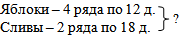 Яблоки – 4 ряда по 12 д.
Сливы – 2 ряда по 18 д.
?